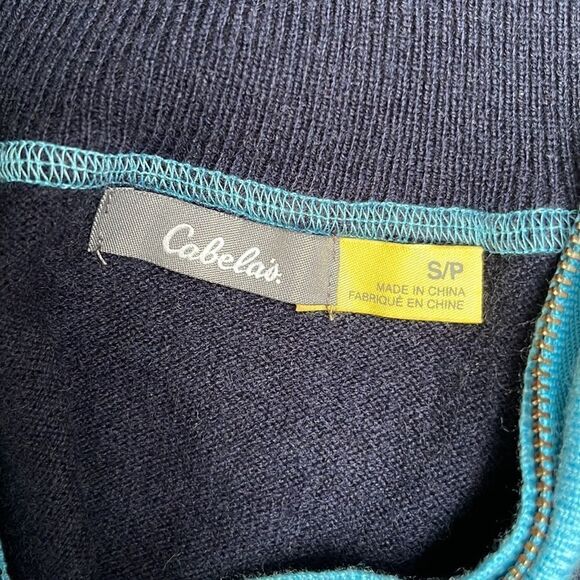 Cabela's.
S/P
MADE IN CHINA
FABRIQUÉ EN CHINE